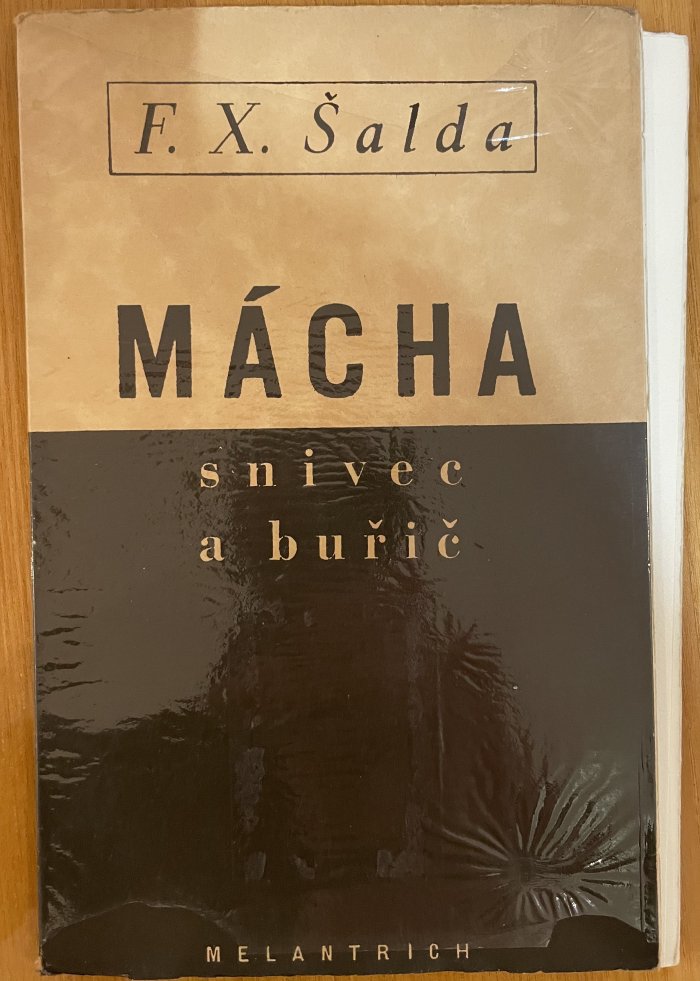 F. X. Šalda
MÁCHA
snivec
a buřič
MELANTRICH